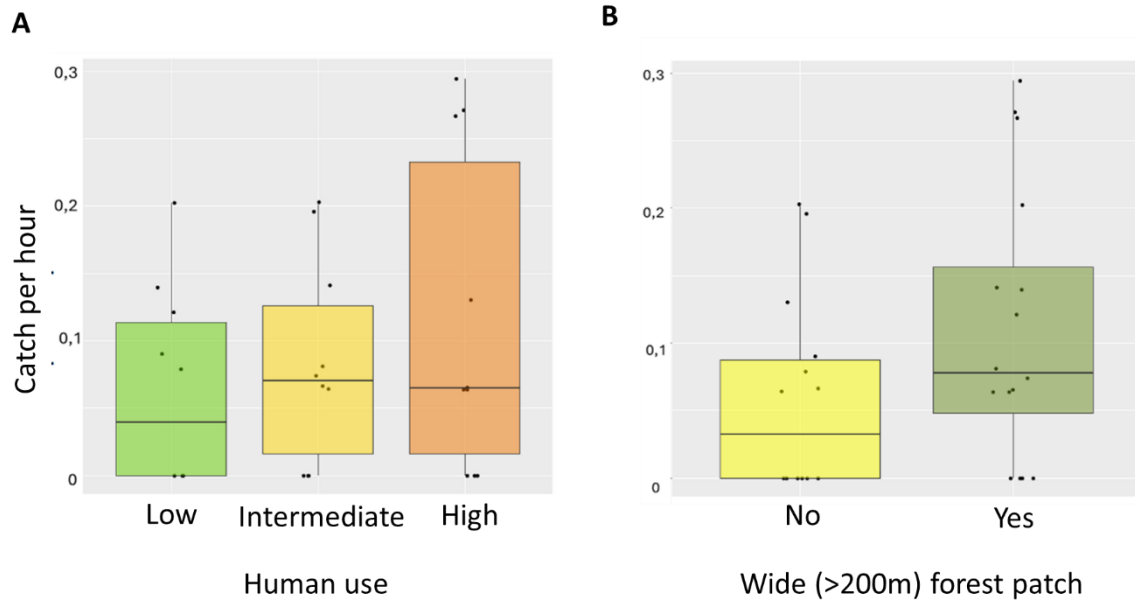 A
B
0,3
0,2
0,1
0
Catch per hour
Low
Intermediate
High
Human use
0,3
0,2
0,1
0
No
Yes
Wide (>200m) forest patch